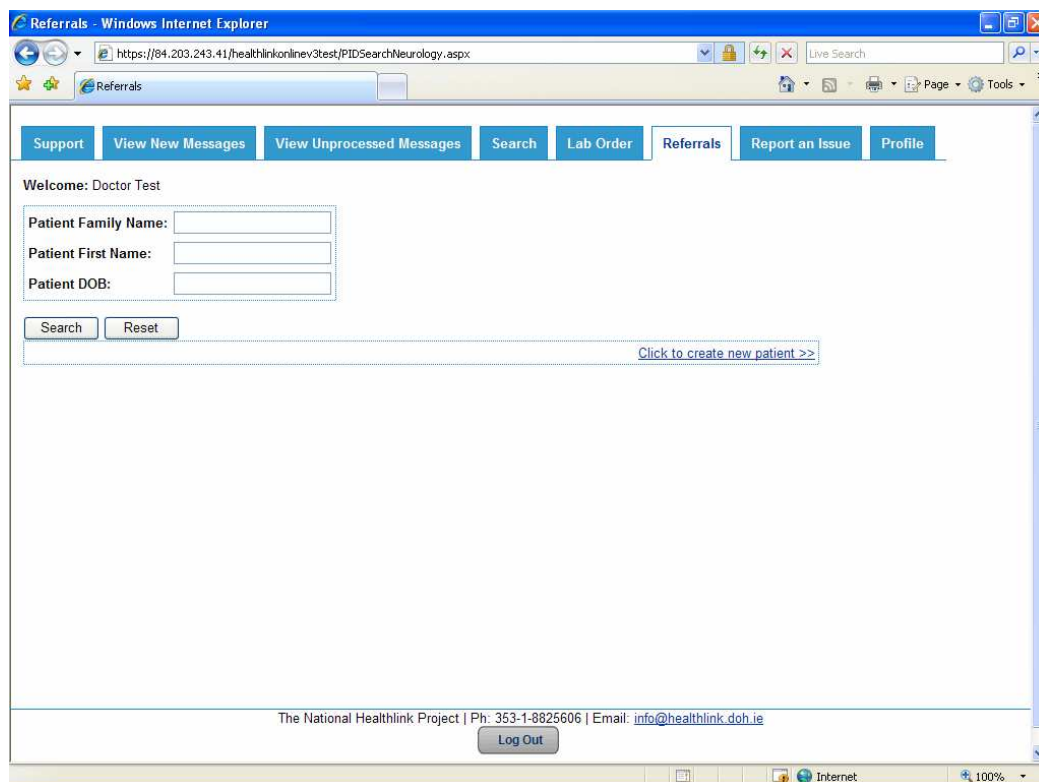 Referrals - Windows Internet Explorer
https://84.203.243.41/healthlinkonlinev3test/PIDSearchNeurology.aspx
Live Search
Referrals
Page
Tools
Support View New Messages View Unprocessed Messages Search Lab Order Referrals Report an Issue Profile
Welcome: Doctor Test
Patient Family Name:
Patient First Name:
Patient DOB:
Search Reset
Click to create new patient >>
The National Healthlink Project | Ph: 353-1-8825606 | Email: info@healthlink.doh.ie
Log Out
Internet 100%